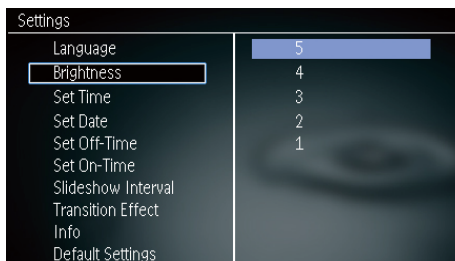 Settings
Language
Brightness
Set Time
Set Date
Set Off-Time
Set On-Time
Slideshow Interval
Transition Effect
Info
Default Settings
5
4
3
2
1